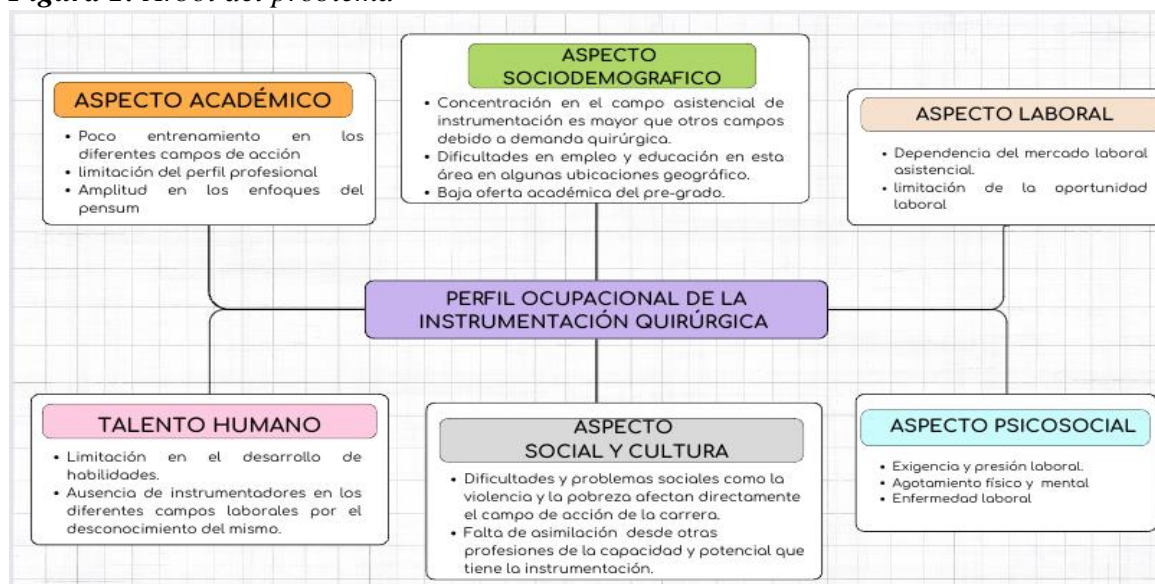 Figura 1. Árbol del problema
ASPECTO ACADÉMICO
• Poco entrenamiento en los
diferentes campos de acción
• limitación del perfil profesional
• Amplitud en los enfoques del
pensum
ASPECTO
SOCIODEMOGRAFICO
• Concentración en el campo asistencial de
instrumentación es mayor que otros campos
debido a demanda quirúrgica.
• Dificultades en empleo y educación en esta
área en algunas ubicaciones geográfico.
• Baja oferta académica del pre-grado.
ASPECTO LABORAL
• Dependencia del mercado laboral
asistencial.
• limitación de la oportunidad
laboral
PERFIL OCUPACIONAL DE LA
INSTRUMENTACIÓN QUIRÚRGICA
TALENTO HUMANO
• Limitación en el desarrollo de
habilidades.
• Ausencia de instrumentadores en los
diferentes campos laborales por el
desconocimiento del mismo.
ASPECTO
SOCIAL Y CULTURA
• Dificultades y problemas sociales como la
violencia y la pobreza afectan directamente
el campo de acción de la carrera.
• Falta de asimilación desde otras
profesiones de la capacidad y potencial que
tiene la instrumentación.
ASPECTO PSICOSOCIAL
• Exigencia y presión laboral.
• Agotamiento físico y mental
• Enfermedad laboral